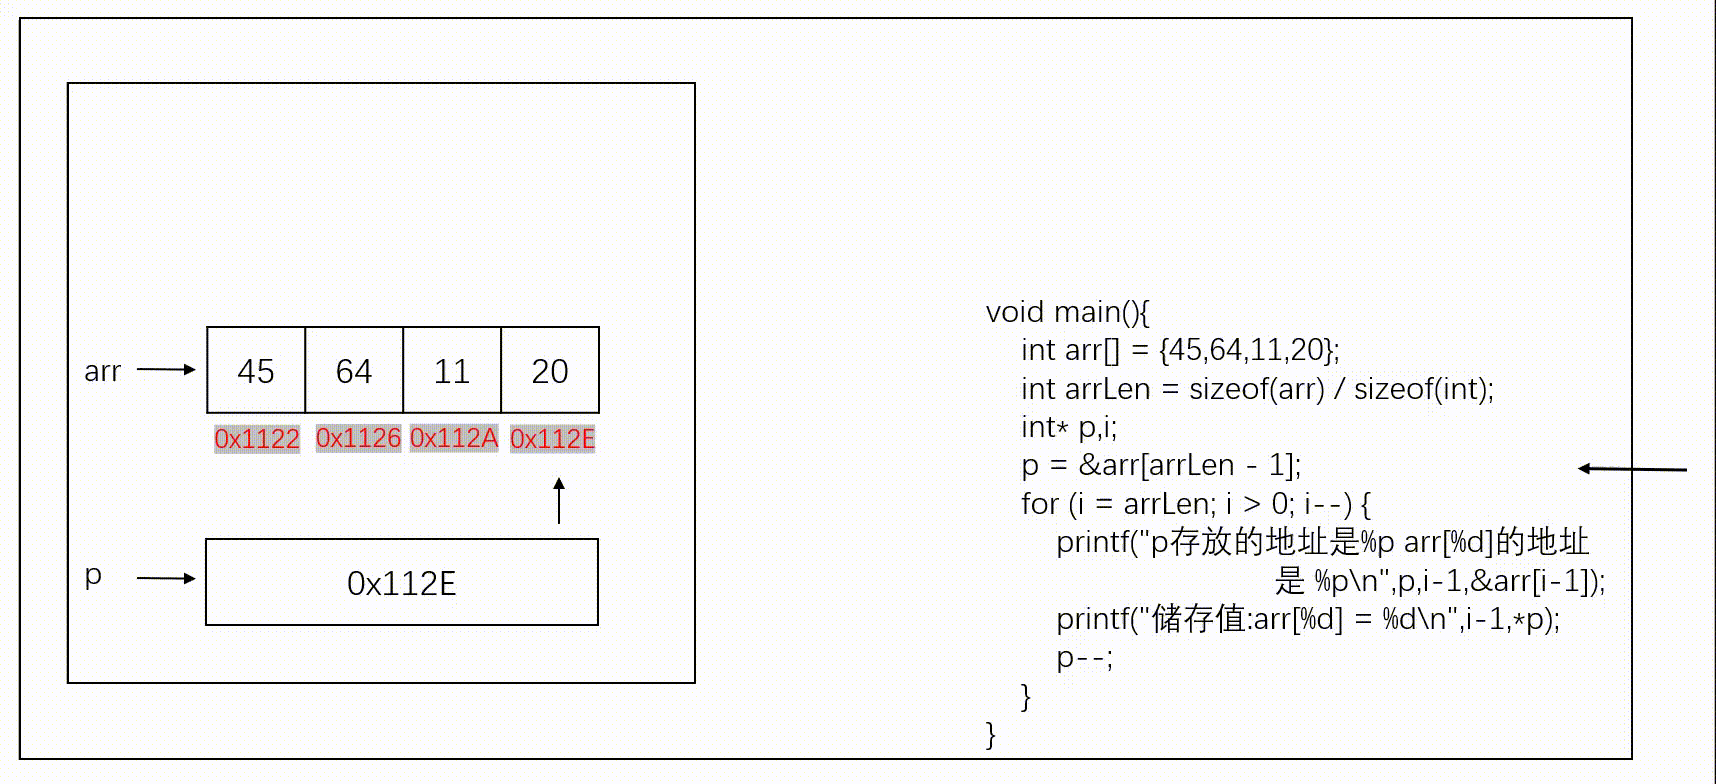 arr
45 64 11 20
0x1122 0x1126 0x112A 0x112E
p
0x112E
void main(){
int arr[] = {45,64,11,20};
int arrLen = sizeof(arr) / sizeof(int);
int* p,i;
p = &arr[arrLen - 1];
for (i = arrLen; i > 0; i--) {
printf("p存放的地址是%p arr[%d]的地址
是 %p\n",p,i-1,&arr[i-1]);
printf("储存值:arr[%d] = %d\n",i-1,*p);
p--;
}
}